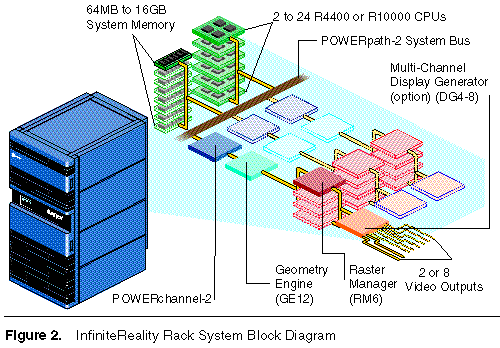 64MB to 16GB
System Memory
2 to 24 R4400 or R10000 CPUs
POWERpath-2 System Bus
Multi-Channel
Display Generator
(option) (DG4-8)
POWERchannel-2
Geometry
Engine
(GE12)
Raster
Manager
(RM6)
2 or 8
Video Outputs
Figure 2. InfiniteReality Rack System Block Diagram